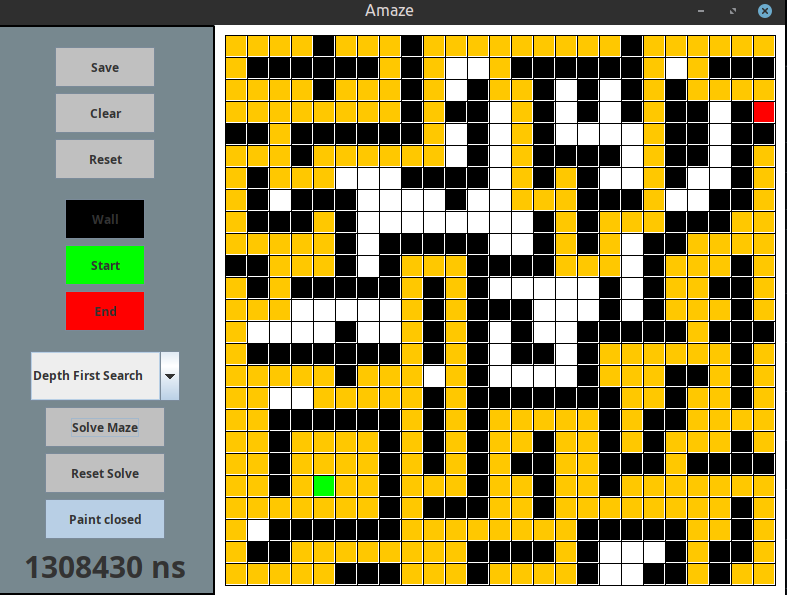 Amaze
Save
Clear
Reset
Wall
Start
End
Depth First Search
Solve Maze
Reset Solve
Paint closed
1308430 ns